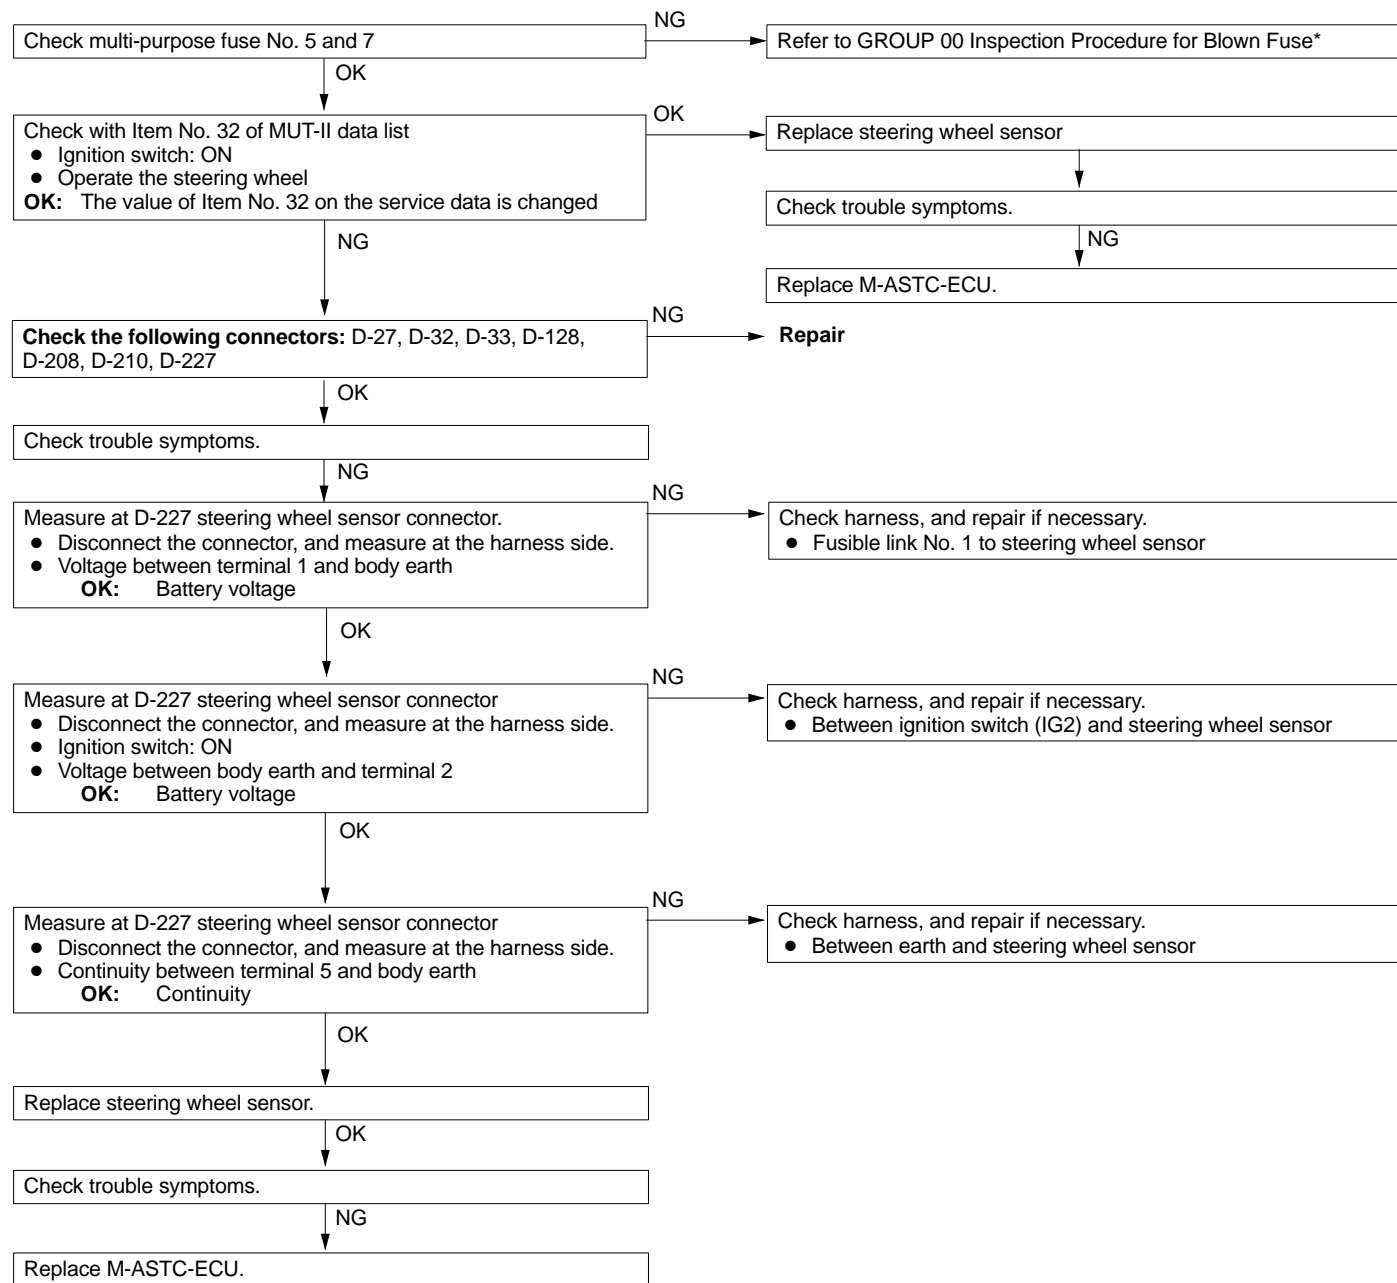 Check multi-purpose fuse No. 5 and 7
NG
Refer to GROUP 00 Inspection Procedure for Blown Fuse*
OK
Check with Item No. 32 of MUT-II data list
● Ignition switch: ON
● Operate the steering wheel
OK: The value of Item No. 32 on the service data is changed
OK
Replace steering wheel sensor
Check trouble symptoms.
NG
Replace M-ASTC-ECU.
NG
Check the following connectors: D-27, D-32, D-33, D-128,
D-208, D-210, D-227
NG
Repair
OK
Check trouble symptoms.
NG
Measure at D-227 steering wheel sensor connector.
● Disconnect the connector, and measure at the harness side.
● Voltage between terminal 1 and body earth
OK: Battery voltage
NG
Check harness, and repair if necessary.
● Fusible link No. 1 to steering wheel sensor
OK
Measure at D-227 steering wheel sensor connector
● Disconnect the connector, and measure at the harness side.
● Ignition switch: ON
● Voltage between body earth and terminal 2
OK: Battery voltage
NG
Check harness, and repair if necessary.
● Between ignition switch (IG2) and steering wheel sensor
OK
Measure at D-227 steering wheel sensor connector
● Disconnect the connector, and measure at the harness side.
● Continuity between terminal 5 and body earth
OK: Continuity
NG
Check harness, and repair if necessary.
● Between earth and steering wheel sensor
OK
Replace steering wheel sensor.
OK
Check trouble symptoms.
NG
Replace M-ASTC-ECU.